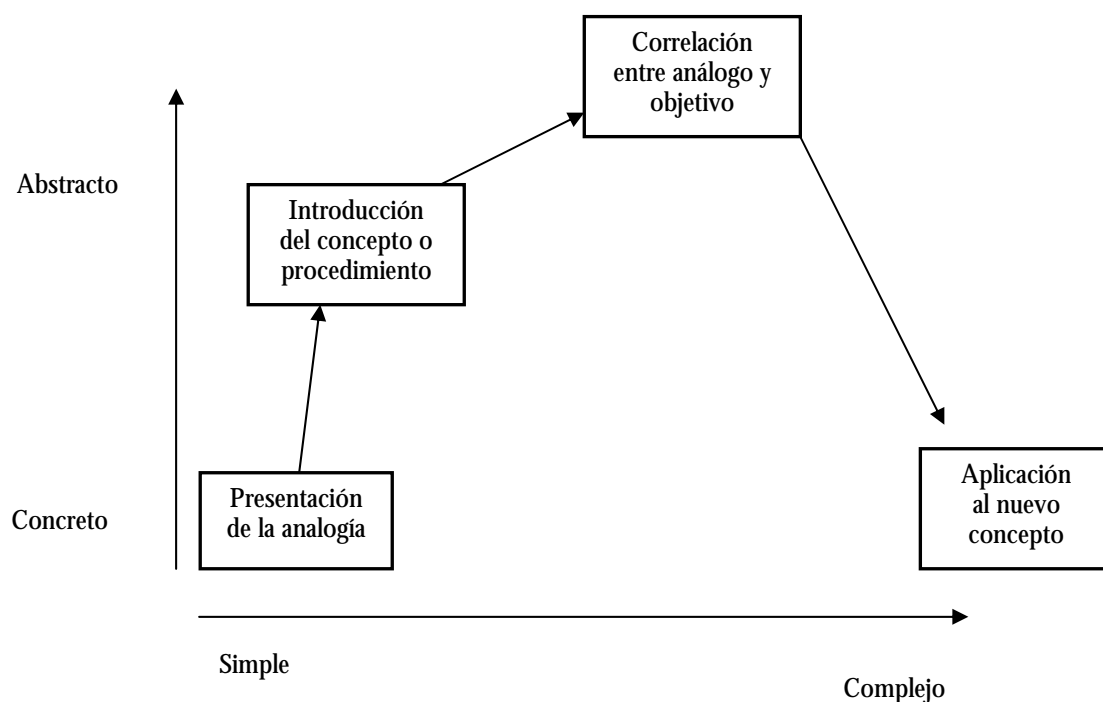 Correlación
entre análogo y
objetivo
Abstracto
Introducción
del concepto o
procedimiento
Presentación
de la analogía
Concreto
Aplicación
al nuevo
concepto
Simple
Complejo